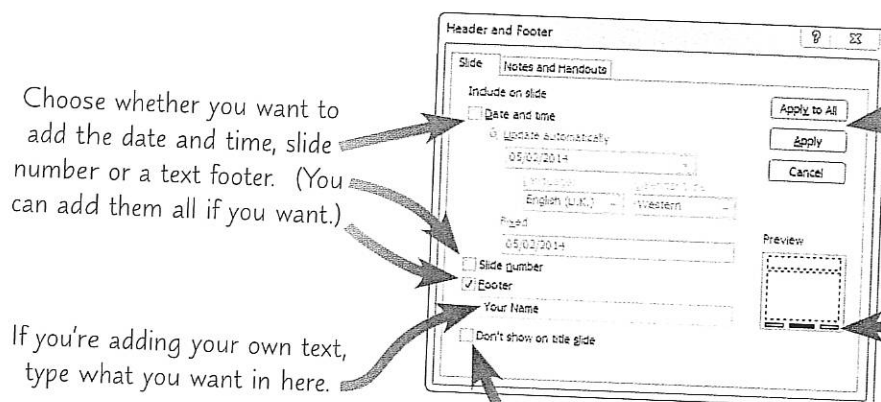 Header and Footer
Slide
Notes and Handouts
Include on slide
Date and time
Update automatically
05/02/2014
English (U.K.)
Western
Fixed
05/02/2014
Slide number
Footer
Your Name
Don't show on title slide
Apply to All
Apply
Cancel
Preview
Choose whether you want to
add the date and time, slide
number or a text footer. (You
can add them all if you want.)
If you're adding your own text,
type what you want in here.